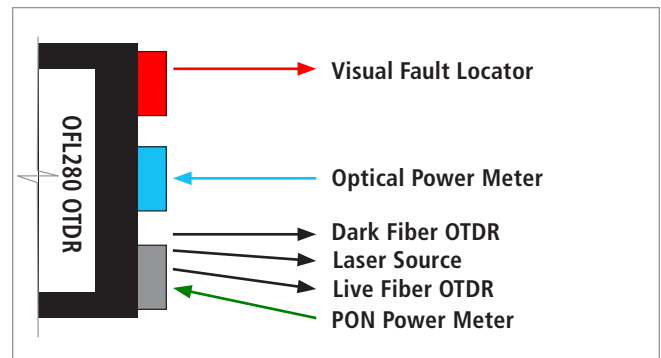 OFL280 OTDR
Visual Fault Locator
Optical Power Meter
Dark Fiber OTDR
Laser Source
Live Fiber OTDR
PON Power Meter